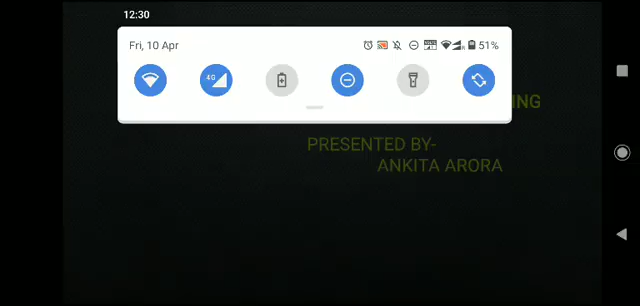 12:30
Fri, 10 Apr
51%
4G
ING
PRESENTED BY-
ANKITA ARORA